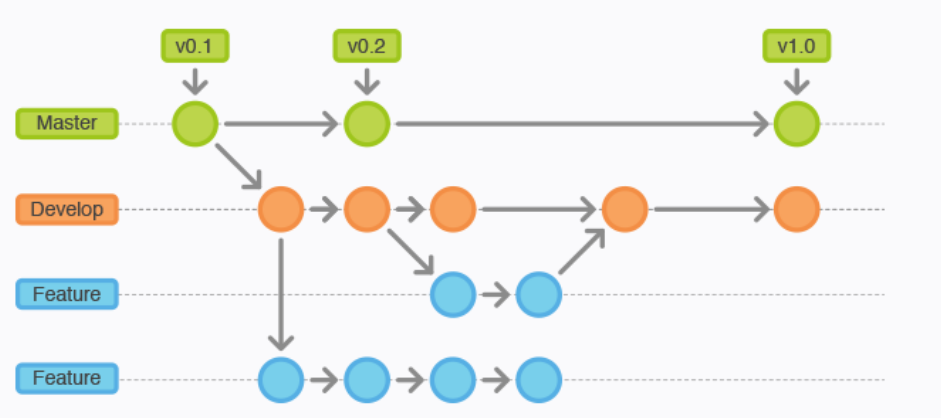 v0.1
v0.2
v1.0
Master
Develop
Feature
Feature